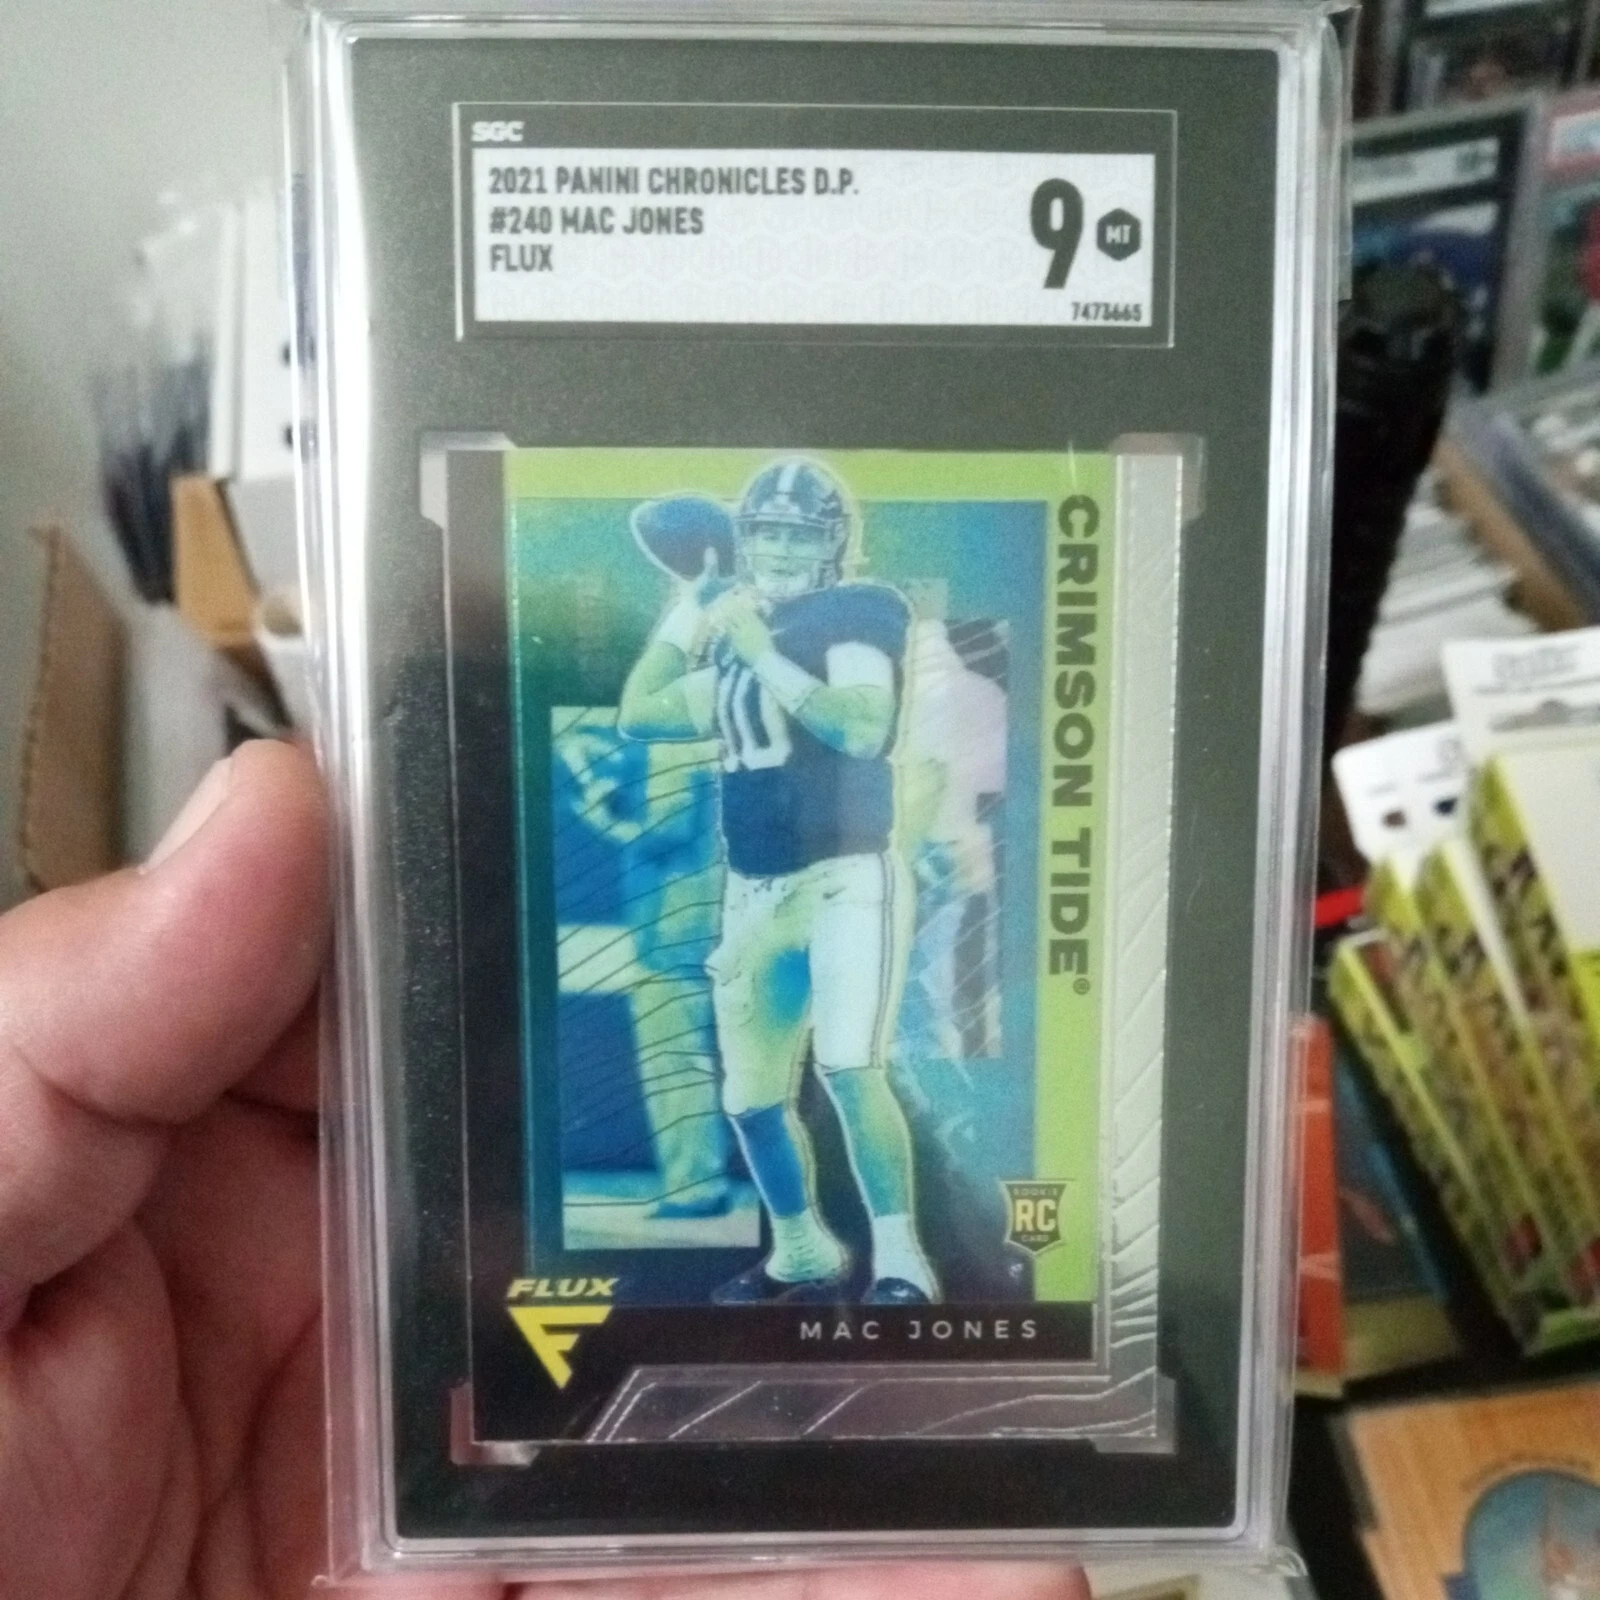 SGC
2021 PANINI CHRONICLES D.P.
#240 MAC JONES
FLUX
9
MT
7473665
CRIMSON TIDE®
10
ROOKIE
RC
CARD
FLUX
MAC JONES